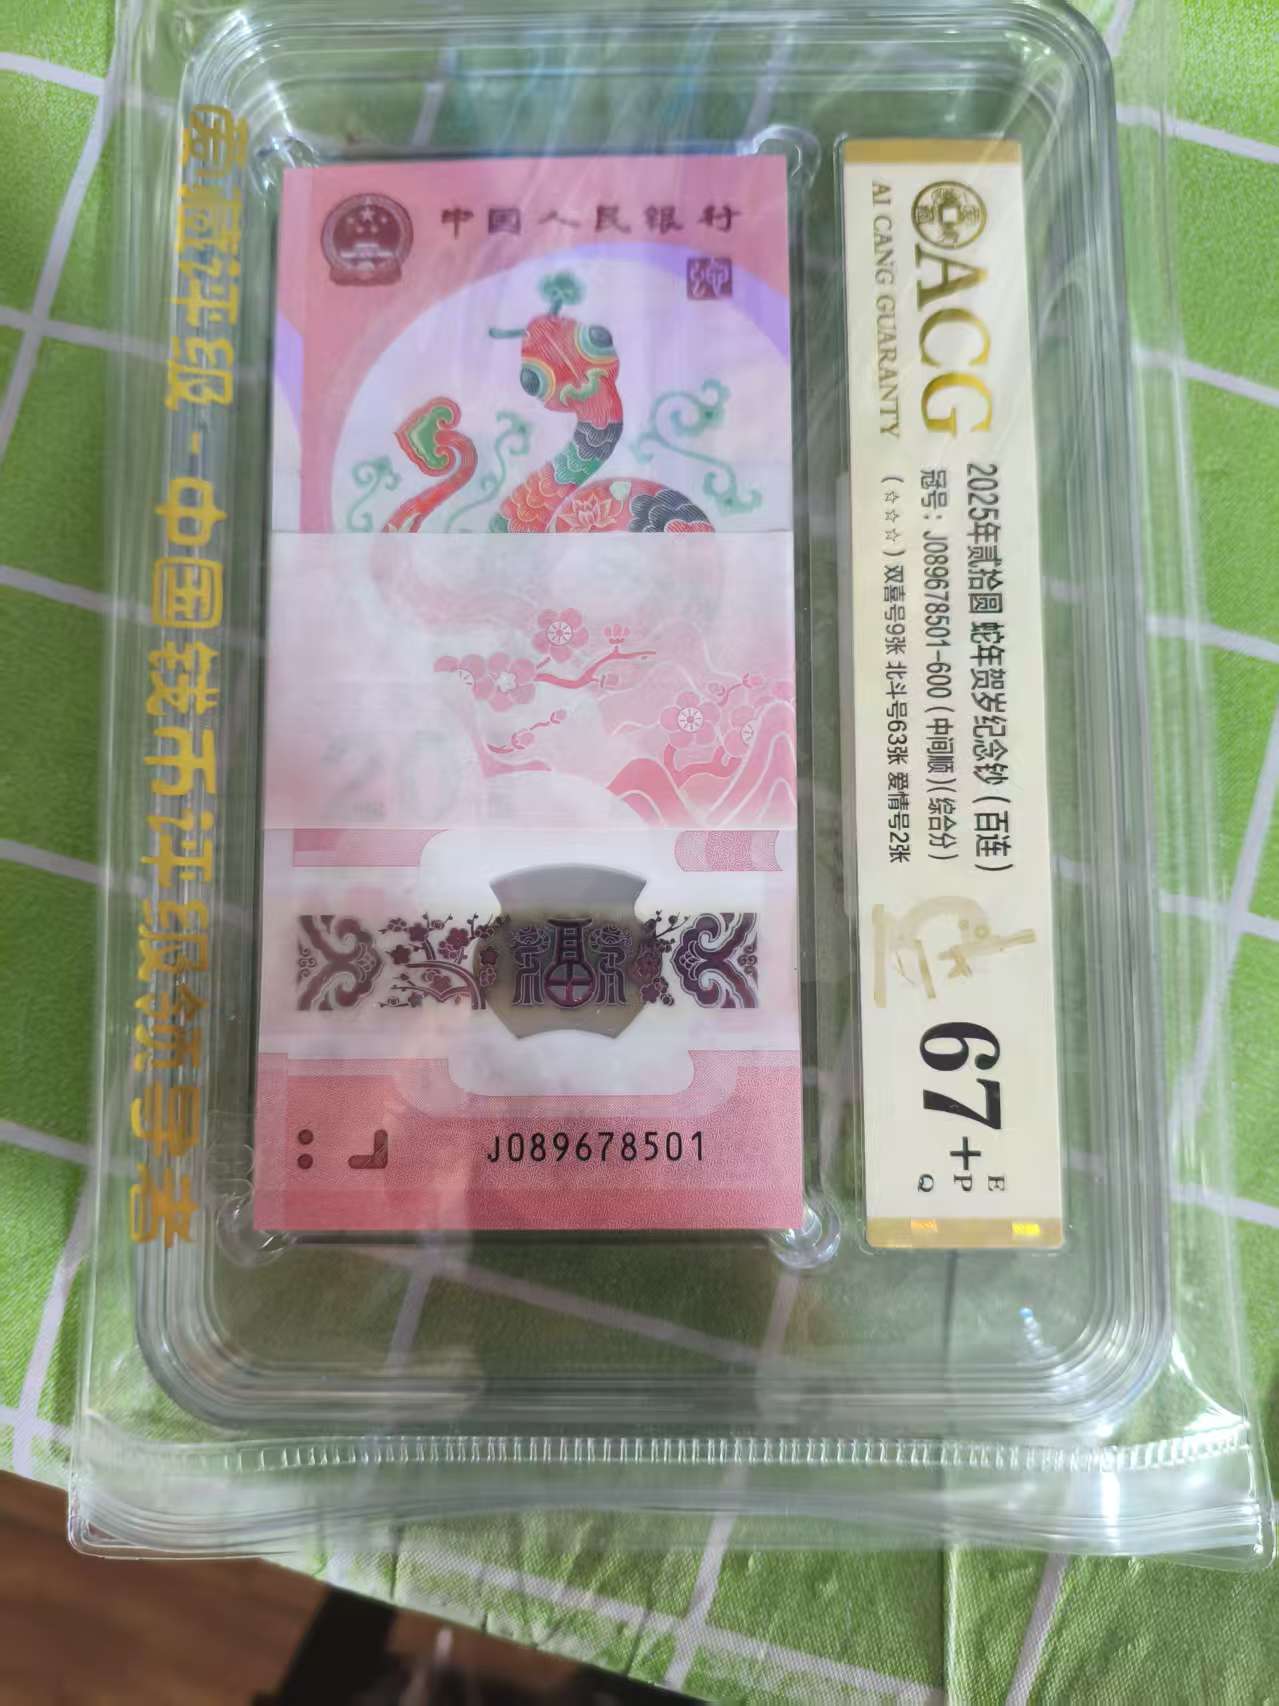 爱藏评级-中国钱币评级领导者
中國人民銀行
J089678501
ACG
AI CANG GUARANTY
2025年贰拾圆 蛇年贺岁纪念钞（百连）
冠号：J089678501-600（中间顺）（综合分）
（☆☆☆）双喜号9张 北斗号63张 爱情号2张
67+
E
P
Q